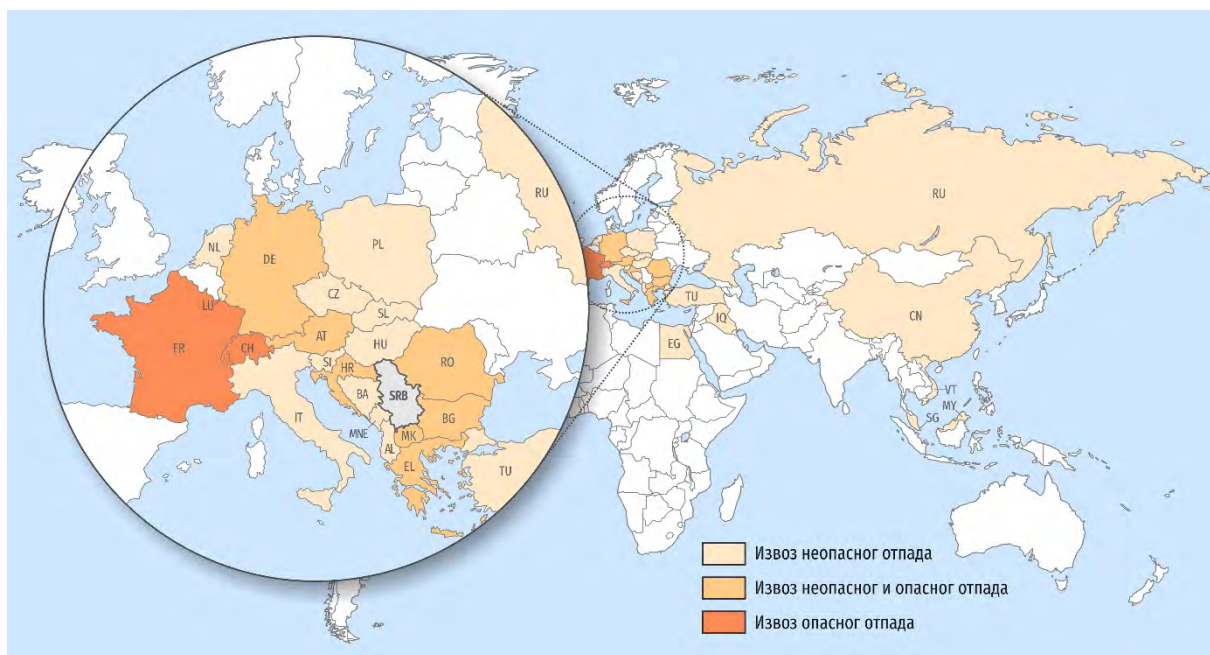 RU
NL
PL
DE
CZ
LU
SL
AT
FR
CH
HU
SI
HR
RO
BA
SRB
IT
BG
MNE
MK
AL
EL
TU
RU
TU
IQ
CN
EG
VT
MY
SG
Извоз неопасног отпада
Извоз неопасног и опасног отпада
Извоз опасног отпада